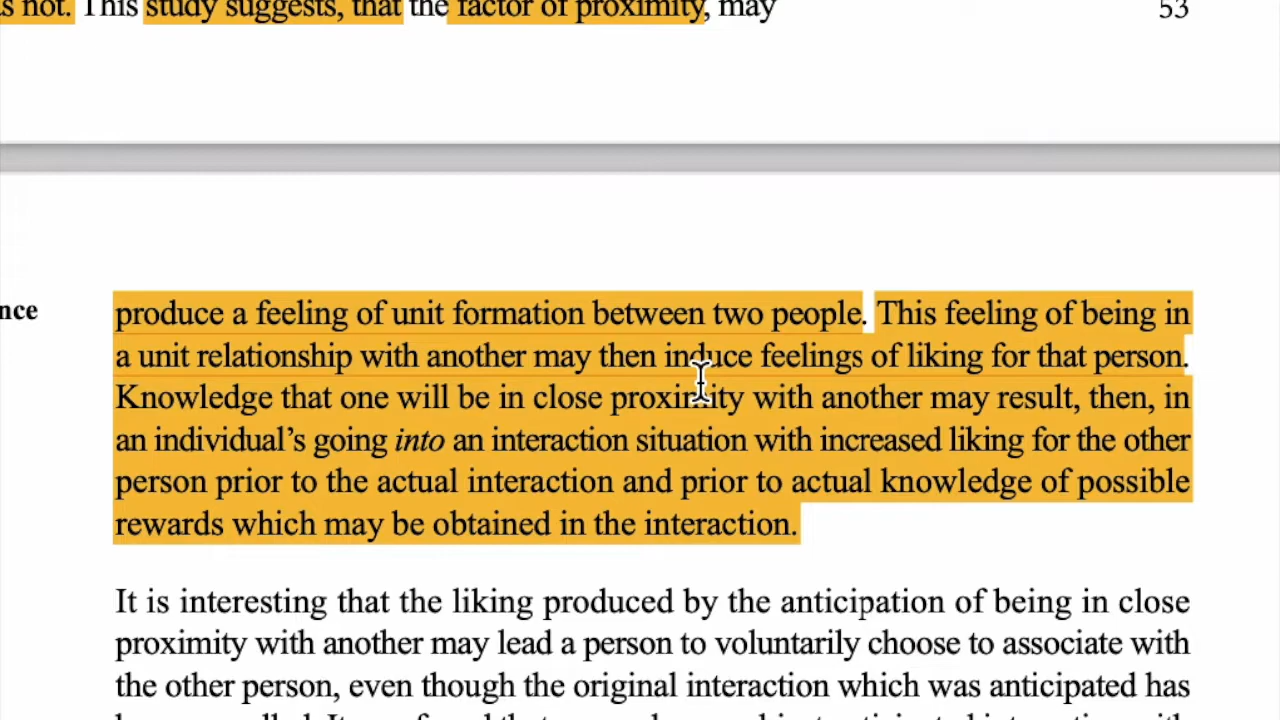 s not. This study suggests, that the factor of proximity, may
53
nce
produce a feeling of unit formation between two people. This feeling of being in
a unit relationship with another may then induce feelings of liking for that person.
Knowledge that one will be in close proximity with another may result, then, in
an individual’s going into an interaction situation with increased liking for the other
person prior to the actual interaction and prior to actual knowledge of possible
rewards which may be obtained in the interaction.
It is interesting that the liking produced by the anticipation of being in close
proximity with another may lead a person to voluntarily choose to associate with
the other person, even though the original interaction which was anticipated has